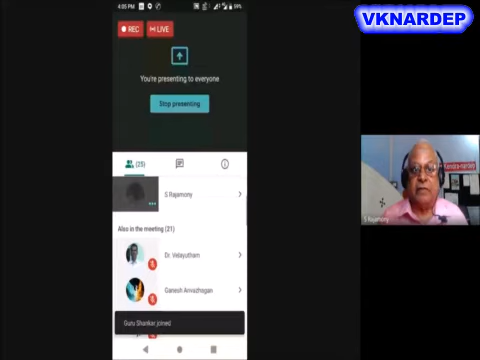 4:05 PM
59%
VKNARDEP
REC
LIVE
You're presenting to everyone
Stop presenting
(25)
S Rajamony
Also in the meeting (21)
Dr. Velayutham
Ganesh Arivazhagan
Guru Shankar joined
S Rajamony